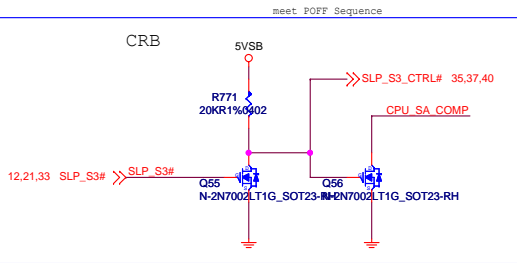 meet POFF Sequence
CRB
5VSB
SLP_S3_CTRL# 35,37,40
R771
20KR1%0402
CPU_SA_COMP
12,21,33 SLP_S3#
SLP_S3#
Q55
N-2N7002LT1G_SOT23-RH
Q56
N-2N7002LT1G_SOT23-RH